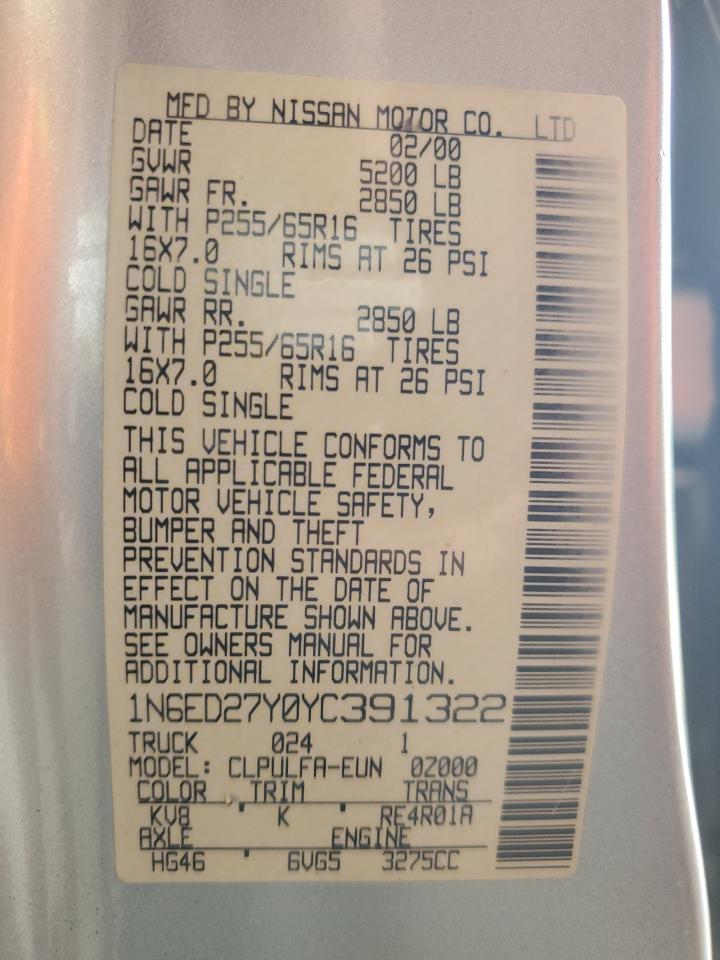 MFD BY NISSAN MOTOR CO. LTD
DATE 02/00
GVWR 5200 LB
GAWR FR. 2850 LB
WITH P255/65R16 TIRES
16X7.0 RIMS AT 26 PSI
COLD SINGLE
GAWR RR. 2850 LB
WITH P255/65R16 TIRES
16X7.0 RIMS AT 26 PSI
COLD SINGLE
THIS VEHICLE CONFORMS TO
ALL APPLICABLE FEDERAL
MOTOR VEHICLE SAFETY,
BUMPER AND THEFT
PREVENTION STANDARDS IN
EFFECT ON THE DATE OF
MANUFACTURE SHOWN ABOVE.
SEE OWNERS MANUAL FOR
ADDITIONAL INFORMATION.
1N6ED27Y0YC391322
TRUCK 024 1
MODEL: CLPULFA-EUN 0Z000
COLOR TRIM TRANS
KV8 K RE4R01A
AXLE ENGINE
HG46 6VG5 3275CC